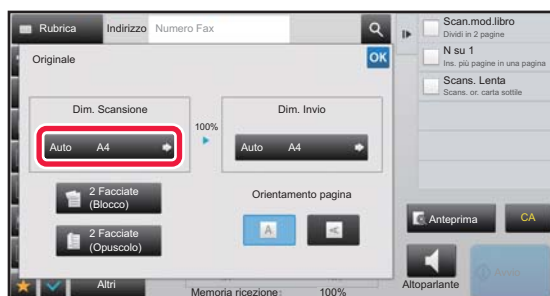 Rubrica
Indirizzo
Numero Fax
Originale
OK
Dim. Scansione
100%
Dim. Invio
Auto A4
Auto A4
2 Facciate
(Blocco)
2 Facciate
(Opuscolo)
Orientamento pagina
A
A
Altri
Memoria ricezione:
100%
Scan.mod.libro
Dividi in 2 pagine
N su 1
Ins. più pagine in una pagina
Scans. Lenta
Scans. or. carta sottile
Anteprima
CA
Altoparlante
Avvio